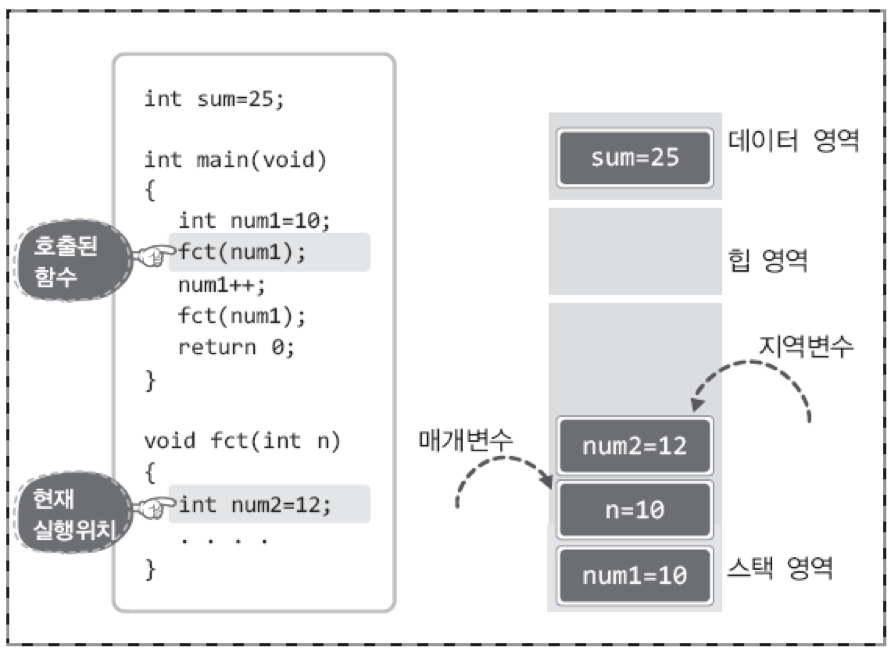 int sum=25;
int main(void)
{
int num1=10;
fct(num1);
num1++;
fct(num1);
return 0;
}
void fct(int n)
{
int num2=12;
. . . .
}
호출된
함수
현재
실행위치
sum=25
데이터 영역
힙 영역
지역변수
매개변수
num2=12
n=10
num1=10
스택 영역